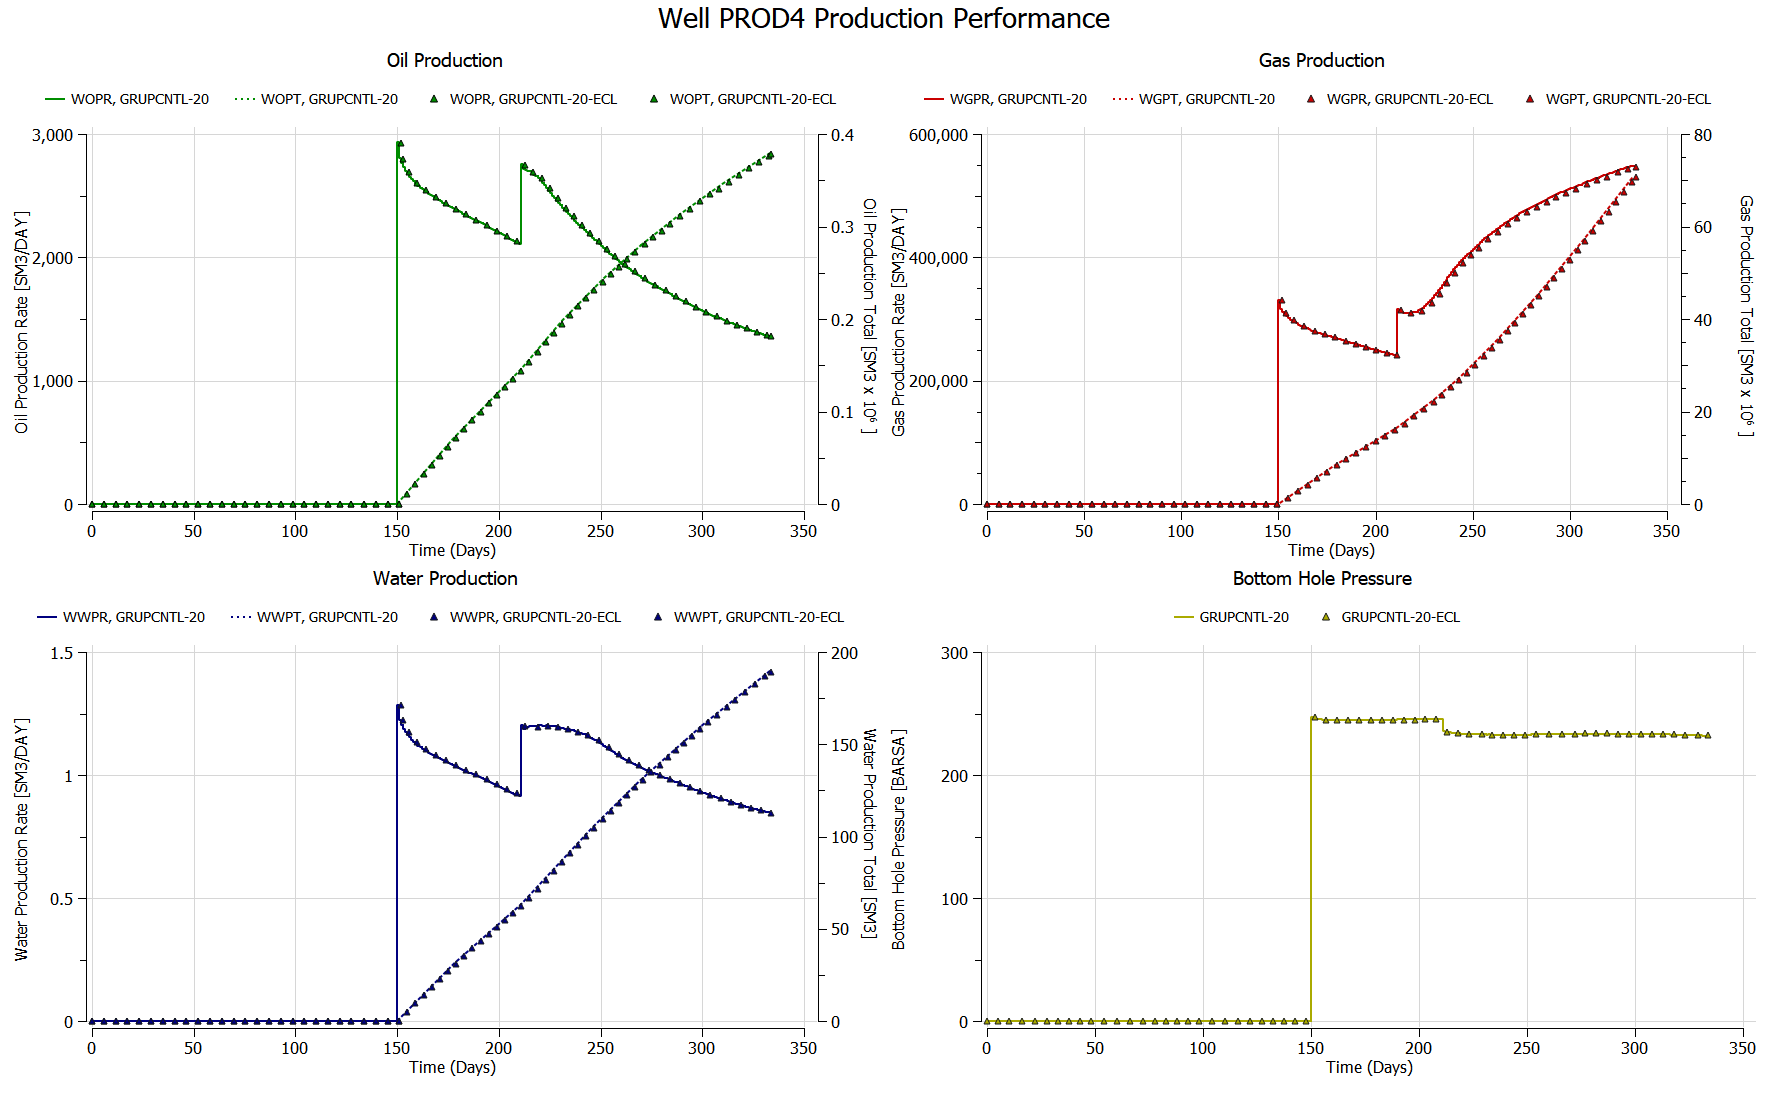 Well PROD4 Production Performance
Oil Production
WOPR, GRUPCNTL-20 WOPT, GRUPCNTL-20 WOPR, GRUPCNTL-20-ECL WOPT, GRUPCNTL-20-ECL
Oil Production Rate [SM3/DAY]
3,000
2,000
1,000
0
0.4
0.3
0.2
0.1
0
Oil Production Total [SM3 x 10⁶ ]
0 50 100 150 200 250 300 350
Time (Days)
Gas Production
WGPR, GRUPCNTL-20 WGPT, GRUPCNTL-20 WGPR, GRUPCNTL-20-ECL WGPT, GRUPCNTL-20-ECL
Gas Production Rate [SM3/DAY]
600,000
400,000
200,000
0
80
60
40
20
0
Gas Production Total [SM3 x 10⁶ ]
0 50 100 150 200 250 300 350
Time (Days)
Water Production
WWPR, GRUPCNTL-20 WWPT, GRUPCNTL-20 WWPR, GRUPCNTL-20-ECL WWPT, GRUPCNTL-20-ECL
Water Production Rate [SM3/DAY]
1.5
1
0.5
0
200
150
100
50
0
Water Production Total [SM3]
0 50 100 150 200 250 300 350
Time (Days)
Bottom Hole Pressure
GRUPCNTL-20 GRUPCNTL-20-ECL
Bottom Hole Pressure [BARSA]
300
200
100
0
0 50 100 150 200 250 300 350
Time (Days)